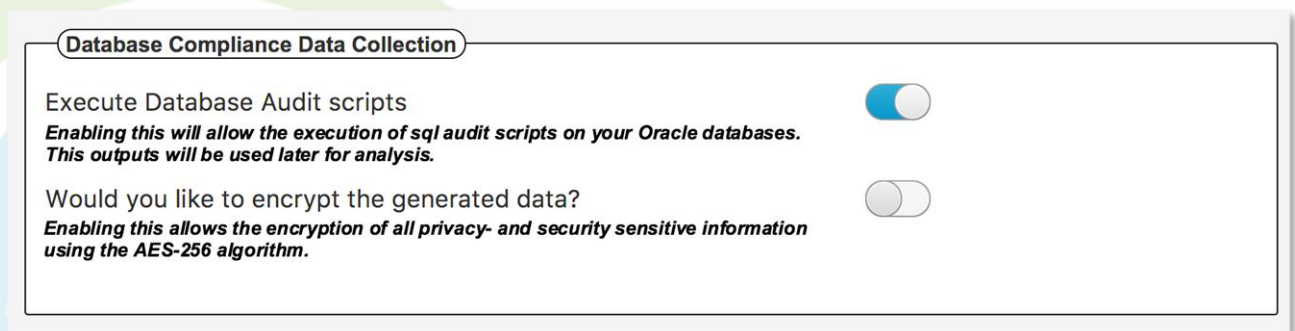 Database Compliance Data Collection
Execute Database Audit scripts
Enabling this will allow the execution of sql audit scripts on your Oracle databases.
This outputs will be used later for analysis.
Would you like to encrypt the generated data?
Enabling this allows the encryption of all privacy- and security sensitive information
using the AES-256 algorithm.